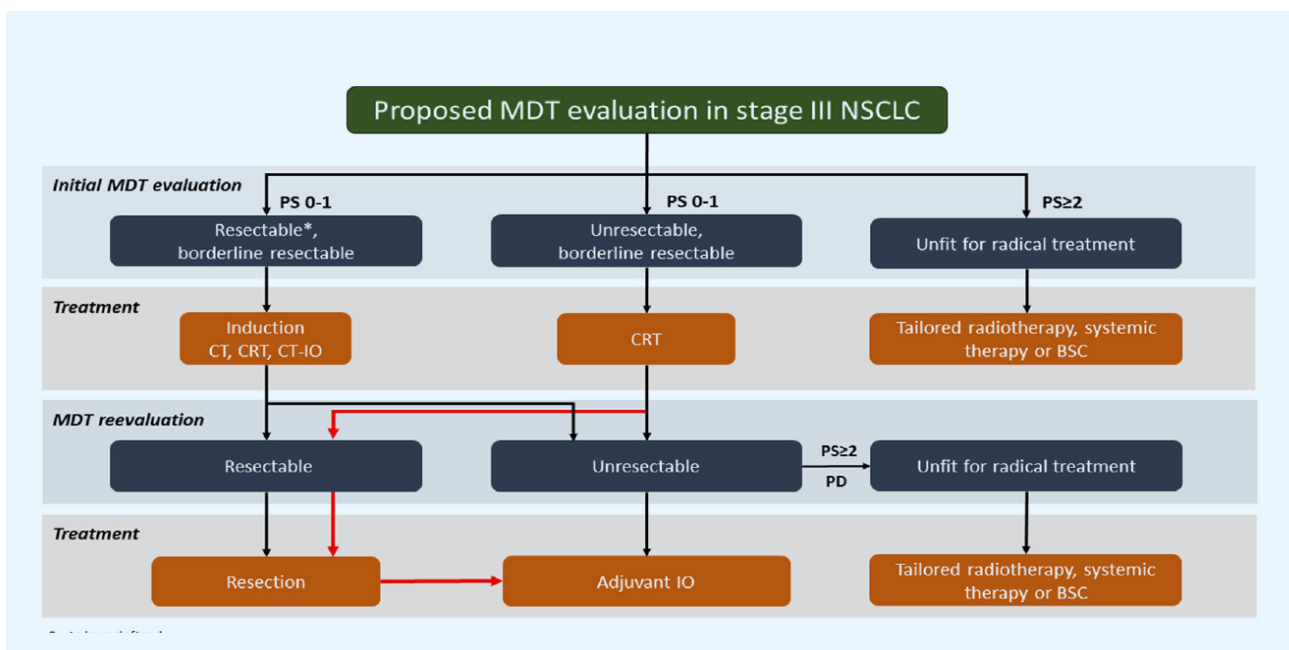 Proposed MDT evaluation in stage III NSCLC
Initial MDT evaluation
PS 0-1
PS 0-1
PS≥2
Resectable*,
borderline resectable
Unresectable,
borderline resectable
Unfit for radical treatment
Treatment
Induction
CT, CRT, CT-IO
CRT
Tailored radiotherapy, systemic
therapy or BSC
MDT reevaluation
Resectable
Unresectable
PS≥2
PD
Unfit for radical treatment
Treatment
Resection
Adjuvant IO
Tailored radiotherapy, systemic
therapy or BSC